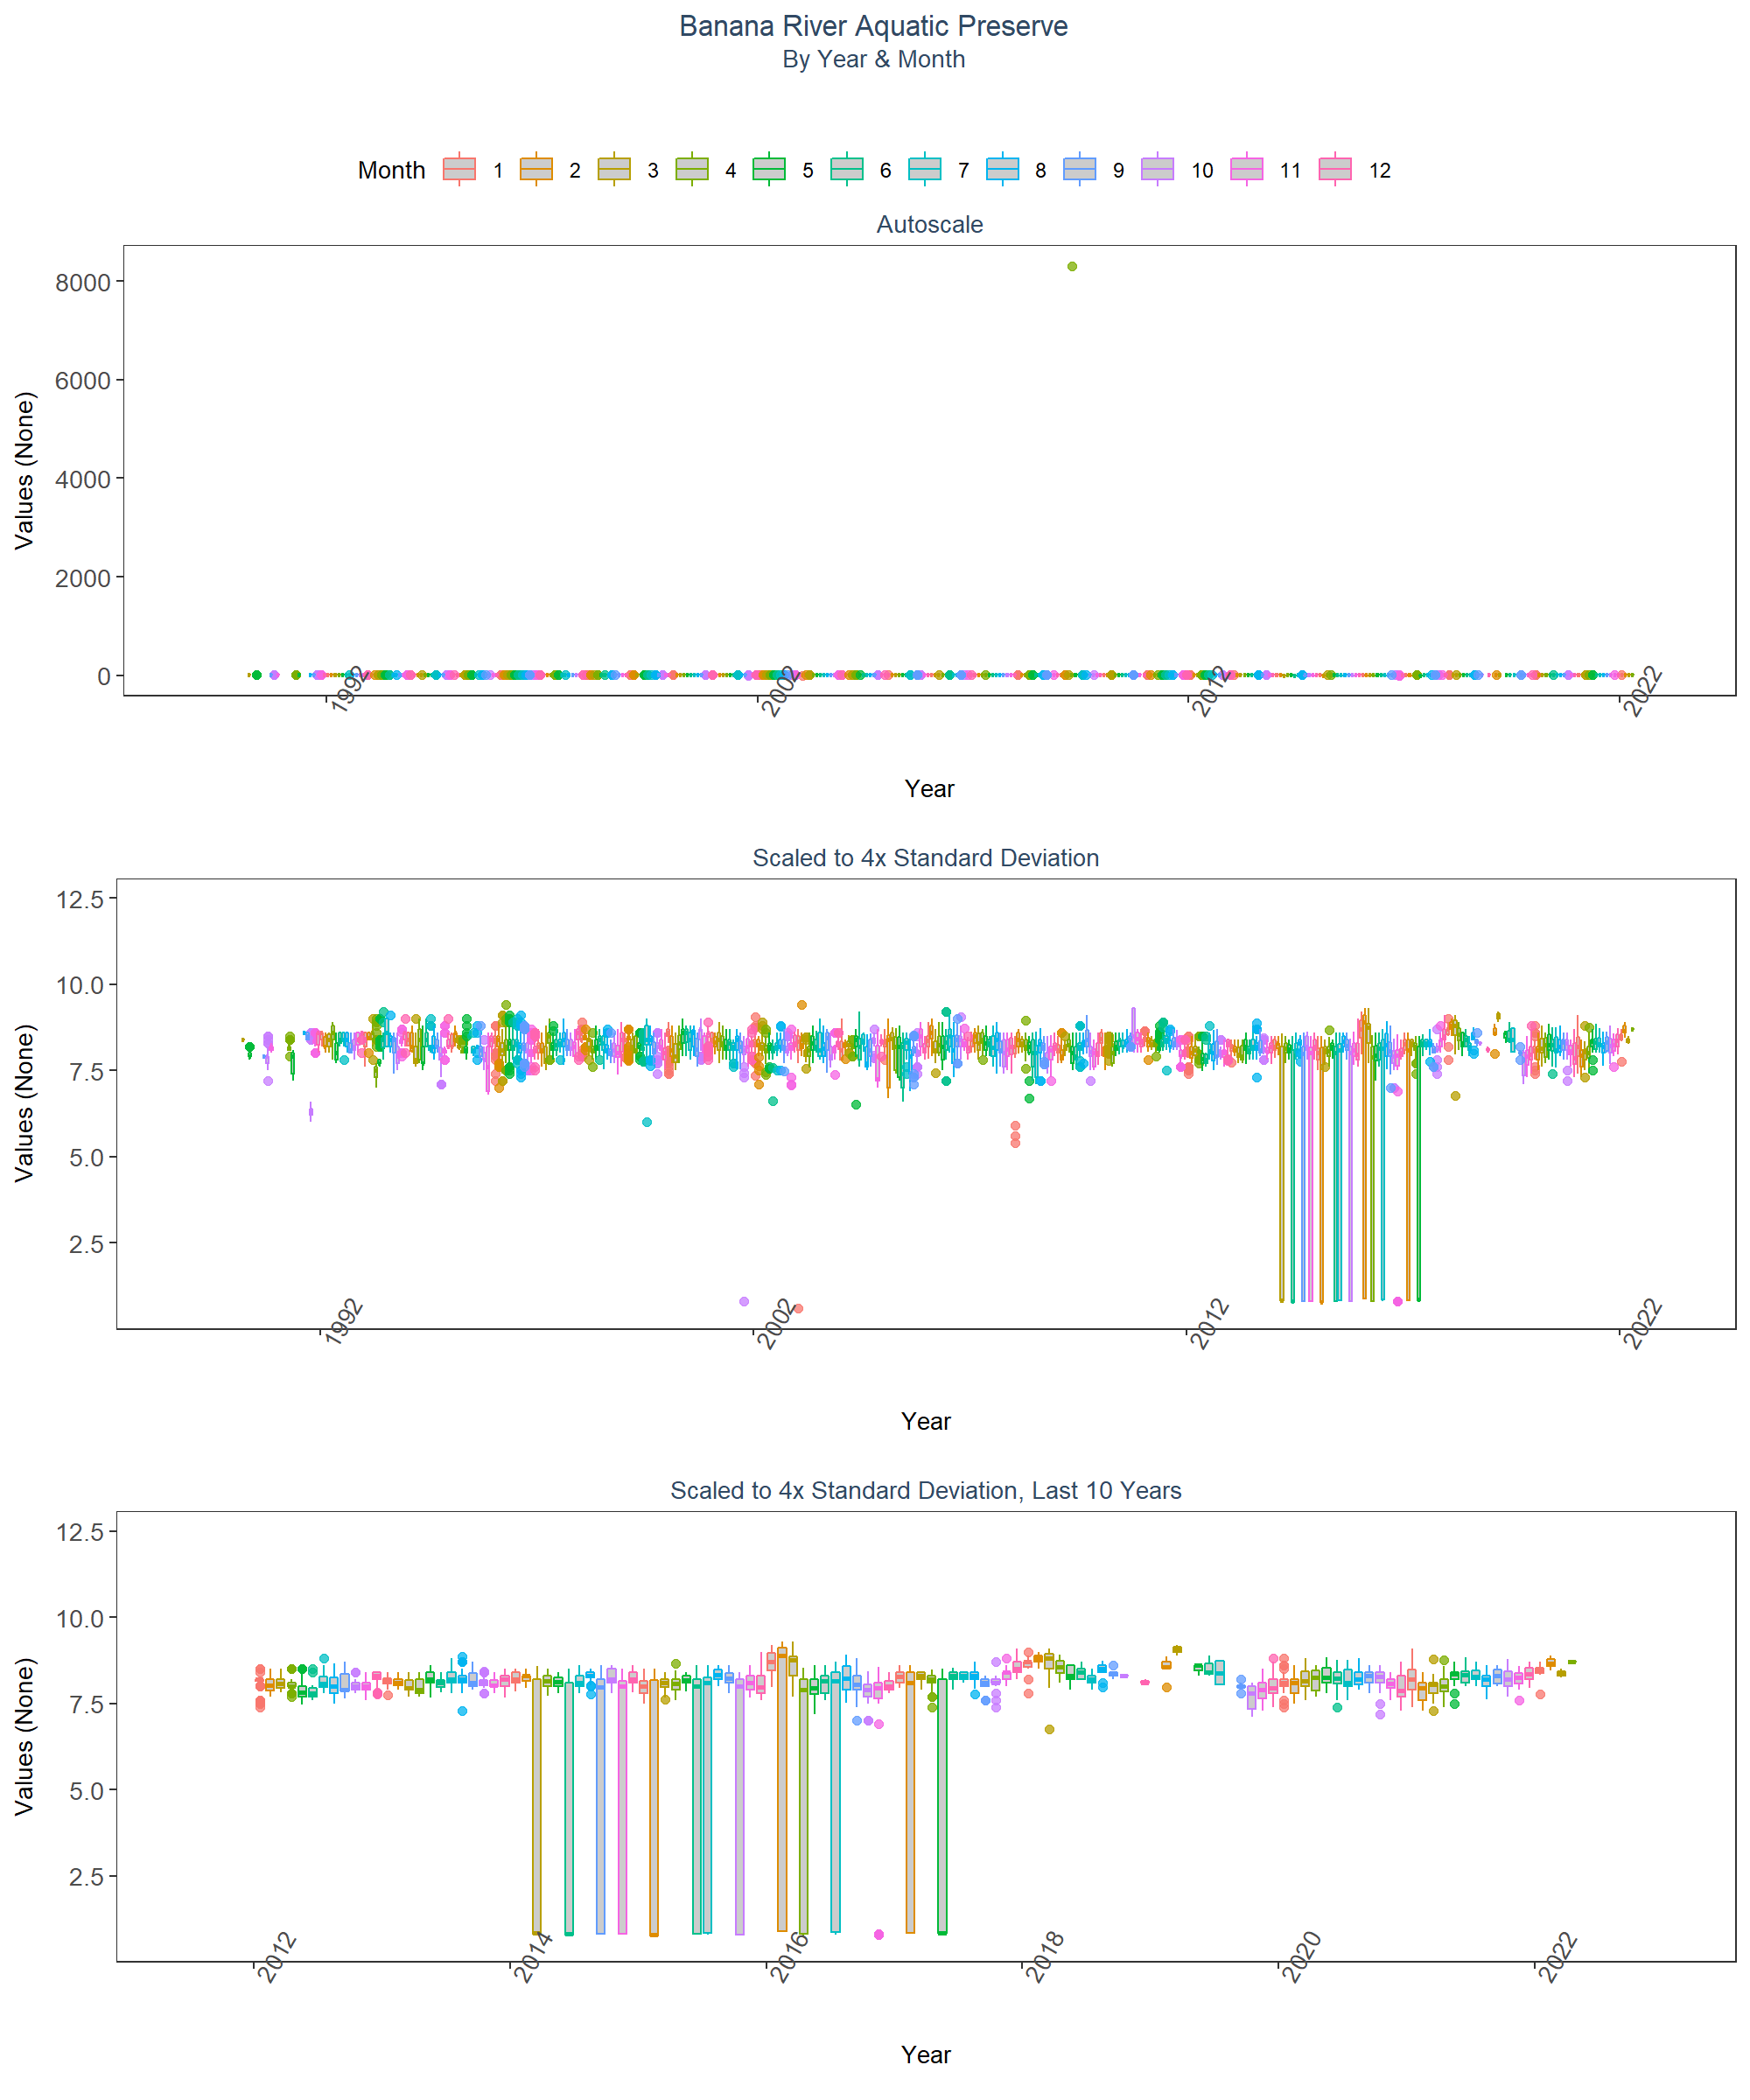 Banana River Aquatic Preserve
By Year & Month
Month 1 2 3 4 5 6 7 8 9 10 11 12
Autoscale
8000
6000
4000
2000
0
Values (None)
1992 2002 2012 2022
Year
Scaled to 4x Standard Deviation
12.5
10.0
7.5
5.0
2.5
Values (None)
1992 2002 2012 2022
Year
Scaled to 4x Standard Deviation, Last 10 Years
12.5
10.0
7.5
5.0
2.5
Values (None)
2012 2014 2016 2018 2020 2022
Year